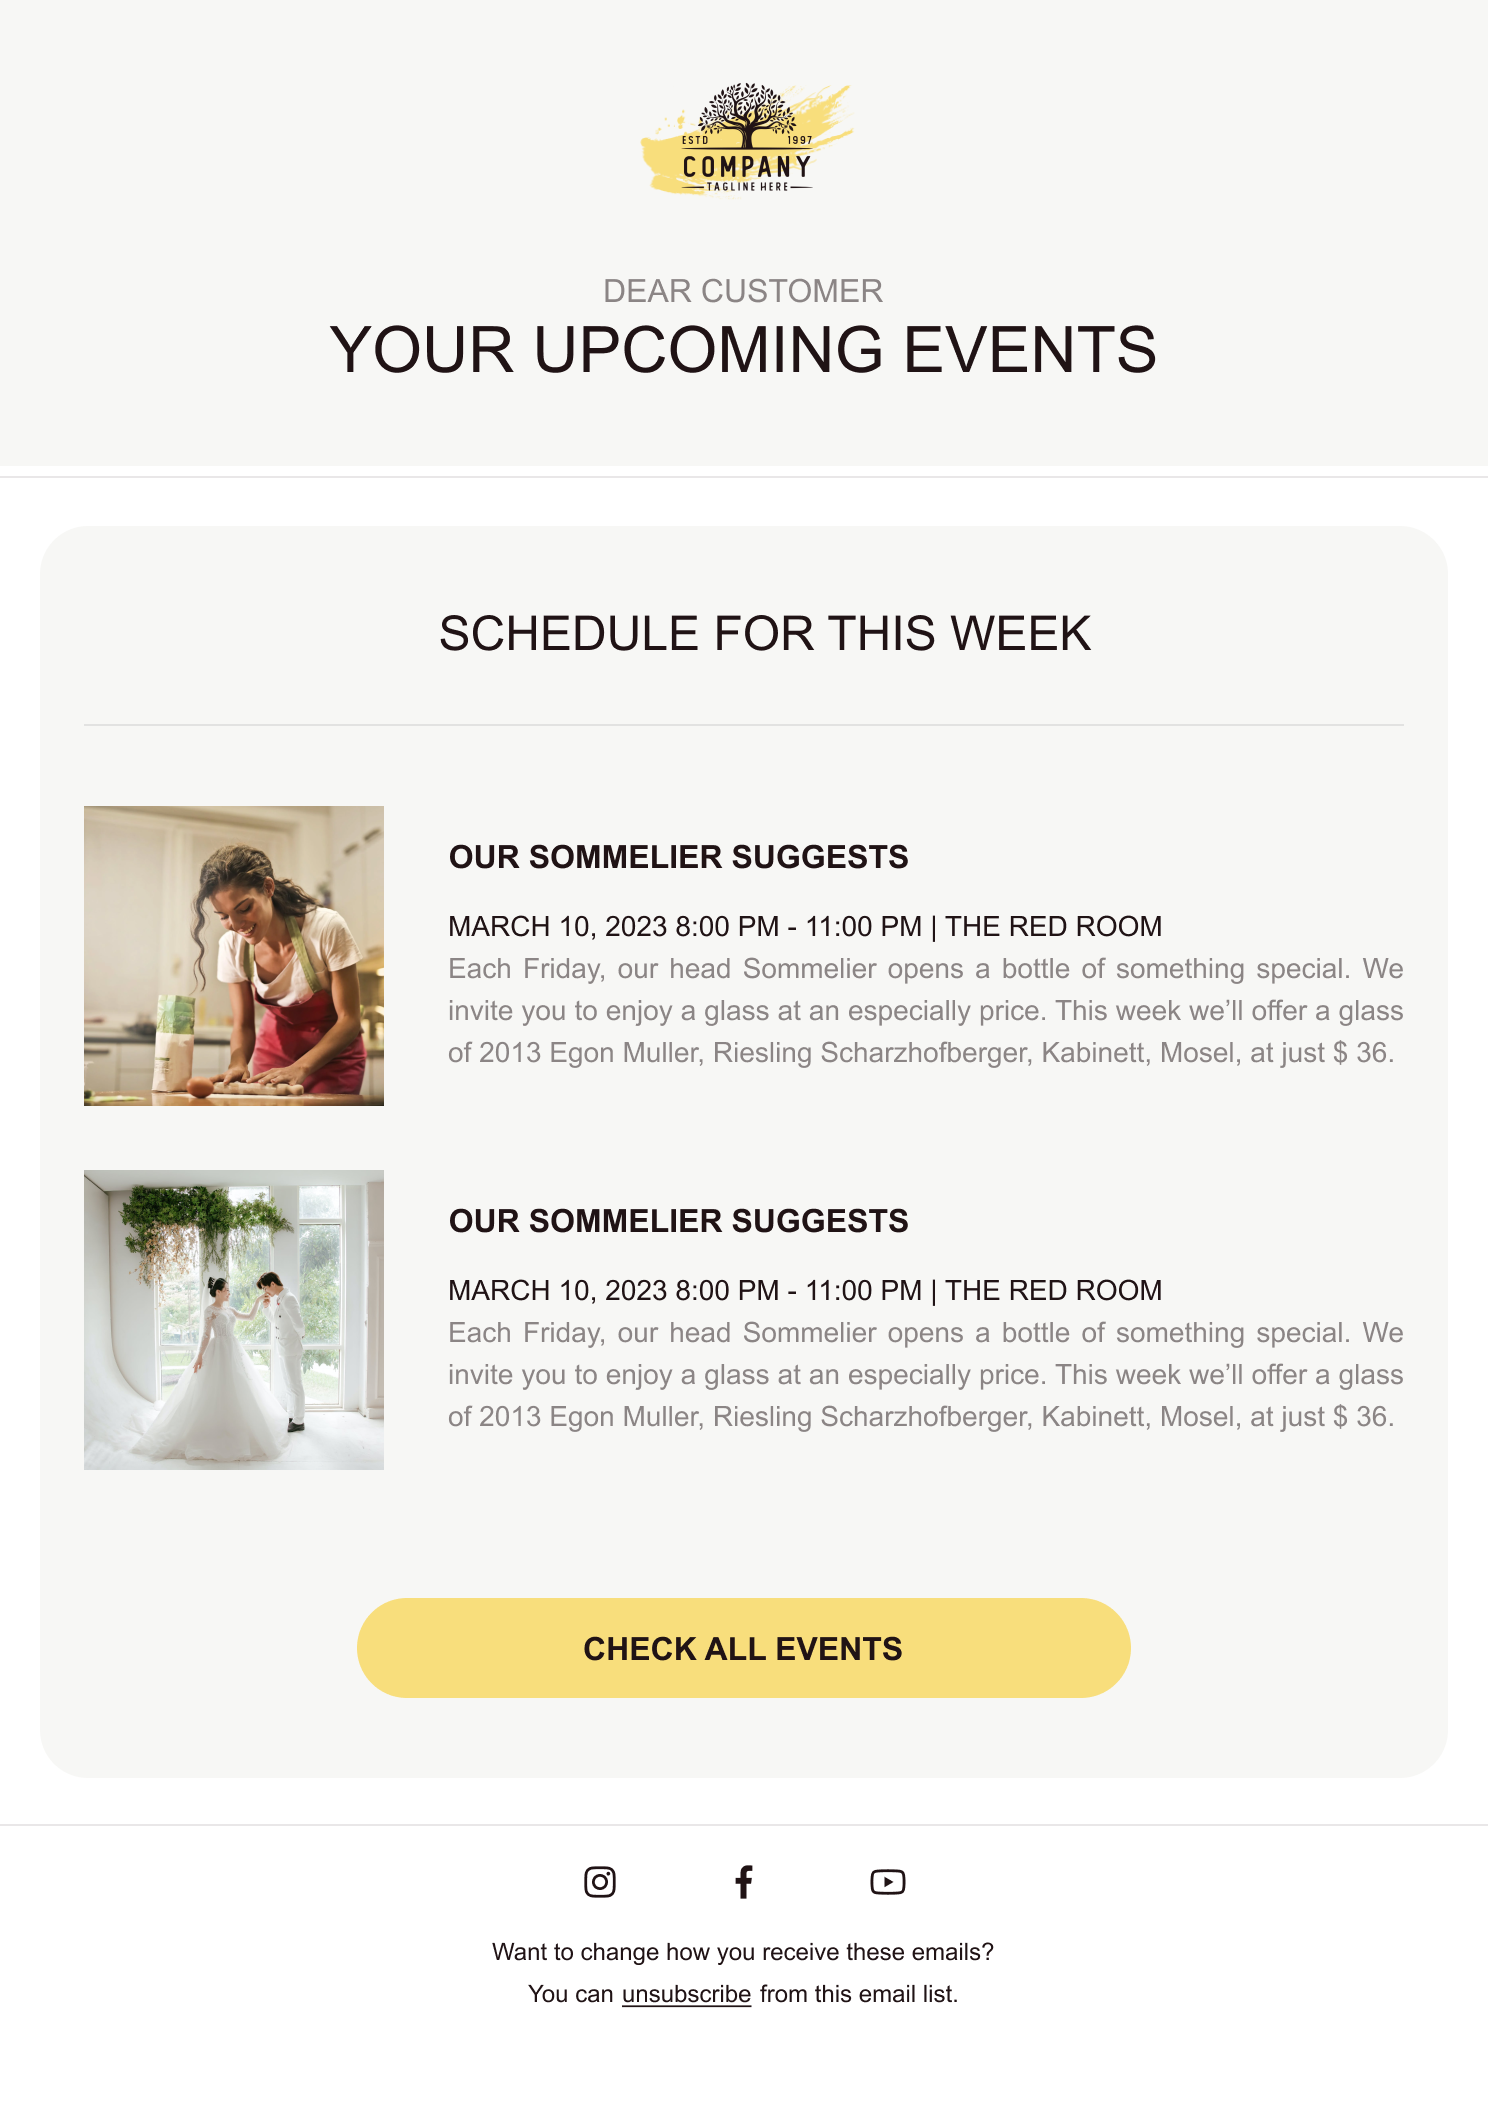 ESTD 1997
COMPANY
TAGLINE HERE
DEAR CUSTOMER
YOUR UPCOMING EVENTS
SCHEDULE FOR THIS WEEK
OUR SOMMELIER SUGGESTS
MARCH 10, 2023 8:00 PM - 11:00 PM | THE RED ROOM
Each Friday, our head Sommelier opens a bottle of something special. We
invite you to enjoy a glass at an especially price. This week we’ll offer a glass
of 2013 Egon Muller, Riesling Scharzhofberger, Kabinett, Mosel, at just $ 36.
OUR SOMMELIER SUGGESTS
MARCH 10, 2023 8:00 PM - 11:00 PM | THE RED ROOM
Each Friday, our head Sommelier opens a bottle of something special. We
invite you to enjoy a glass at an especially price. This week we’ll offer a glass
of 2013 Egon Muller, Riesling Scharzhofberger, Kabinett, Mosel, at just $ 36.
CHECK ALL EVENTS
Want to change how you receive these emails?
You can unsubscribe from this email list.